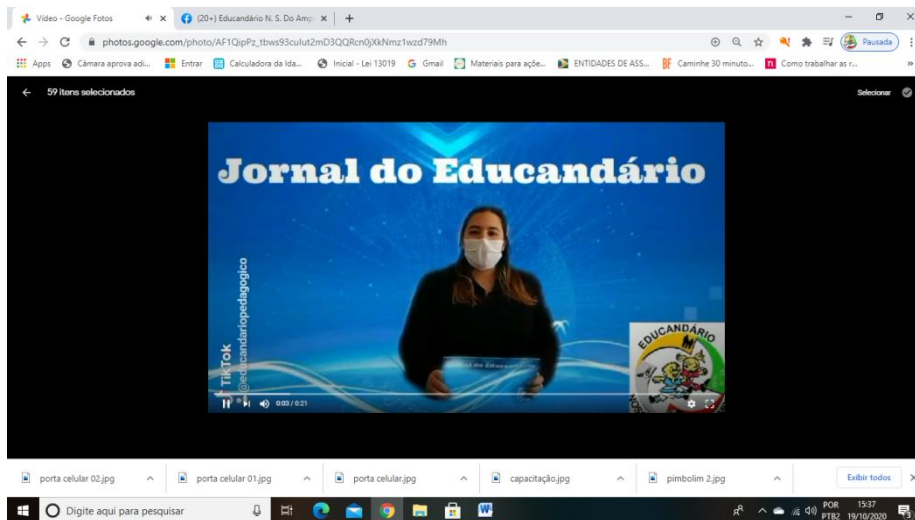 Vídeo - Google Fotos
(20+) Educandário N. S. Do Amp
photos.google.com/photo/AF1QipPz_tbws93culut2mD3QQRcn0jXkNmz1wzd79Mh
Pausada
Apps
Câmara aprova adi...
Entrar
Calculadora da Ida...
Inicial - Lei 13019
Gmail
Materiais para açõe...
ENTIDADES DE ASS...
Caminhe 30 minuto...
Como trabalhar as r...
59 itens selecionados
Selecionar
Jornal do Educandário
TikTok
@educandariopedagogico
Jornal do Educandário
EDUCANDÁRIO
0:03 / 0:21
porta celular 02.jpg
porta celular 01.jpg
porta celular.jpg
capacitação.jpg
pimbolim 2.jpg
Exibir todos
Digite aqui para pesquisar
POR
PTB2
15:37
19/10/2020